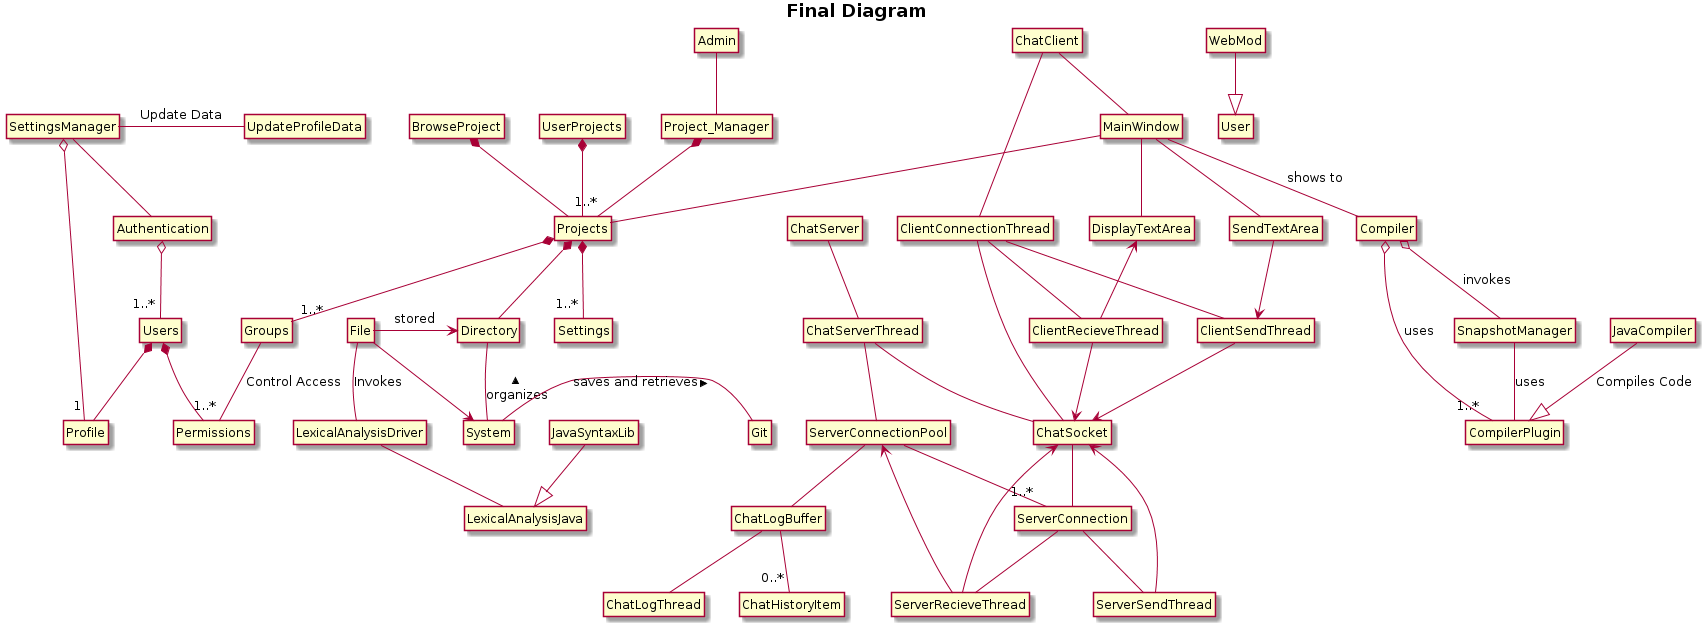 Final Diagram
Admin
ChatClient
WebMod
SettingsManager
Update Data
UpdateProfileData
BrowseProject
UserProjects
Project_Manager
MainWindow
User
shows to
1..*
Authentication
Projects
ChatServer
ClientConnectionThread
DisplayTextArea
SendTextArea
Compiler
invokes
1..*
1..*
1..*
stored
Users
Groups
File
Directory
Settings
ChatServerThread
ClientRecieveThread
ClientSendThread
uses
SnapshotManager
JavaCompiler
Control Access
Invokes
▲
organizes
saves and retrieves ►
uses
Compiles Code
1
1..*
1..*
Profile
Permissions
LexicalAnalysisDriver
System
JavaSyntaxLib
Git
ServerConnectionPool
ChatSocket
CompilerPlugin
1..*
LexicalAnalysisJava
ChatLogBuffer
ServerConnection
0..*
ChatLogThread
ChatHistoryItem
ServerRecieveThread
ServerSendThread